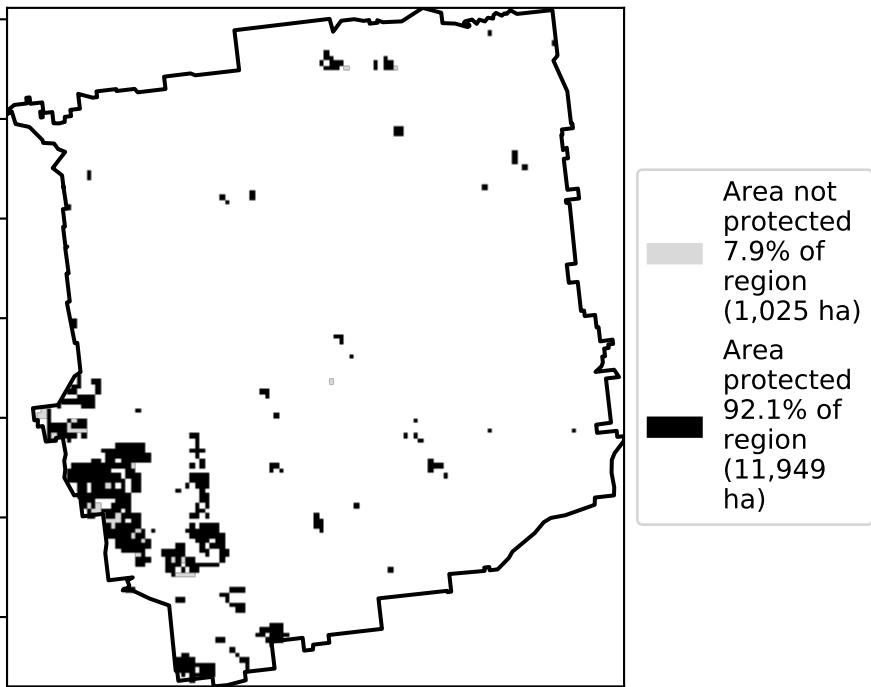 Area not
protected
7.9% of
region
(1,025 ha)
Area
protected
92.1% of
region
(11,949
ha)